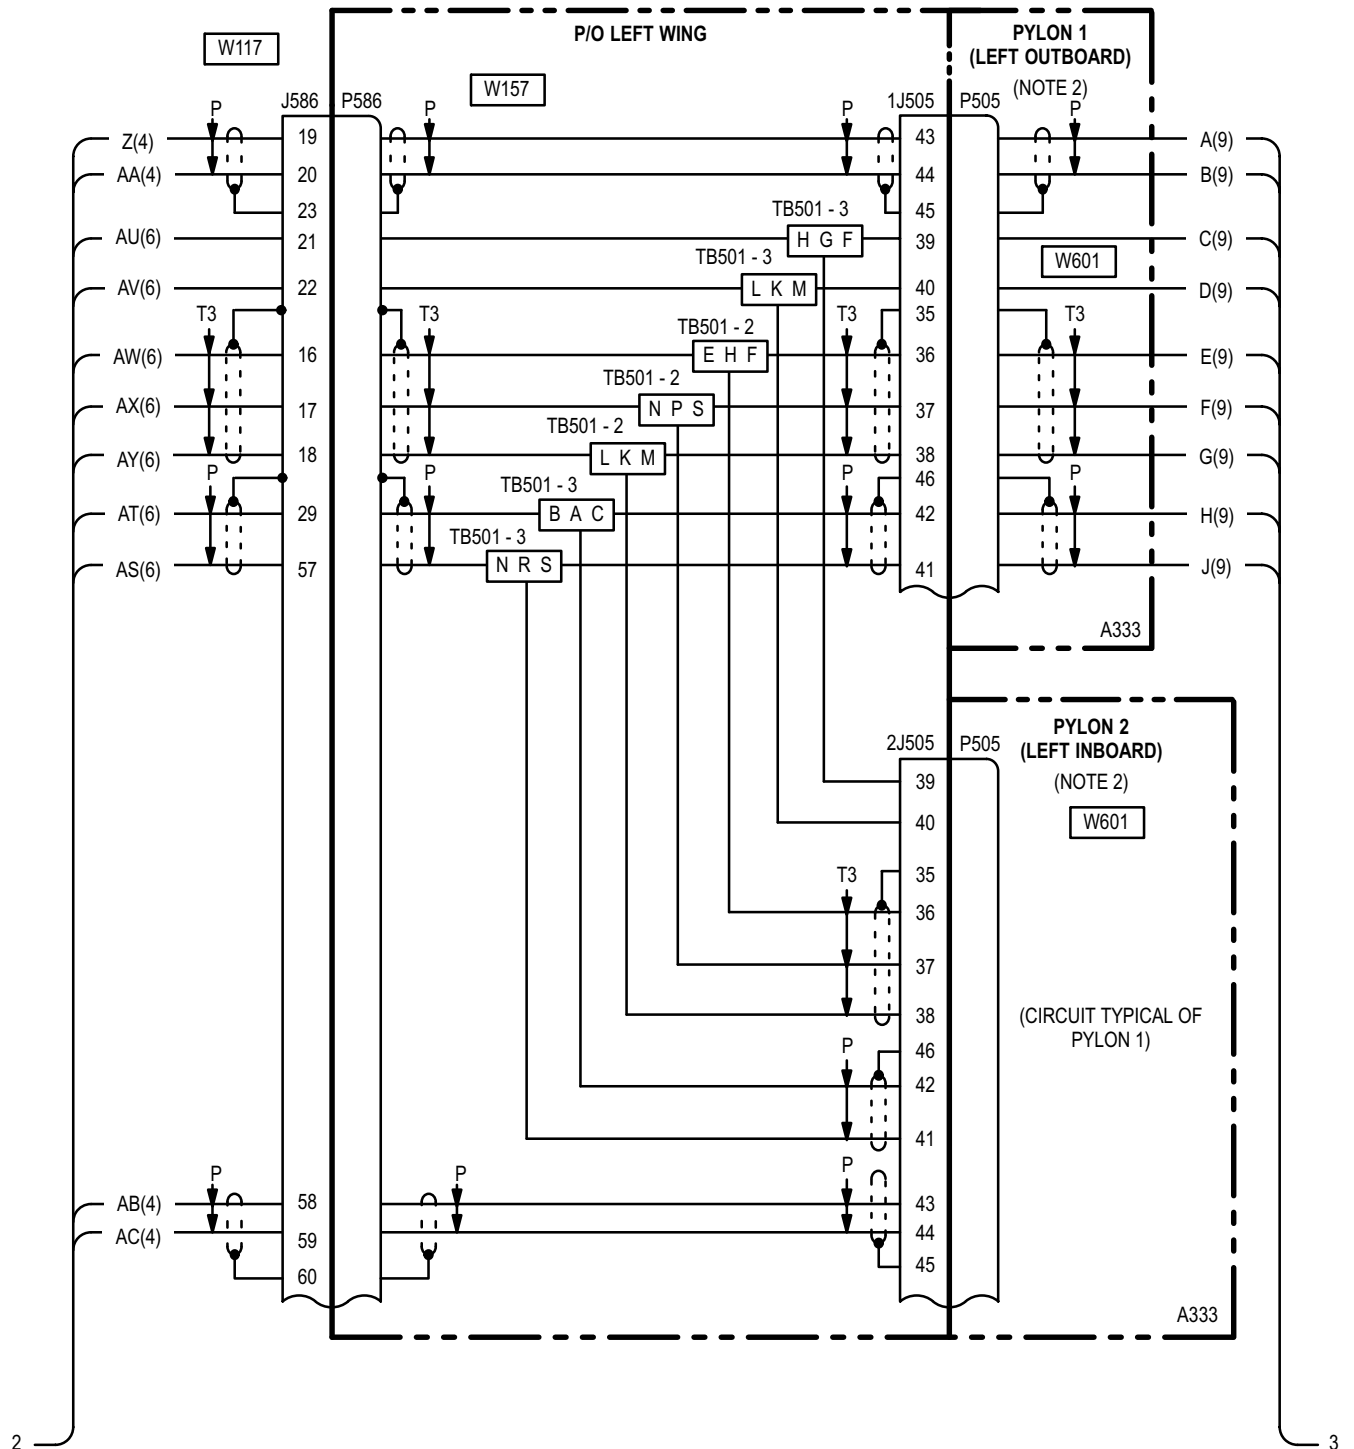 P/O LEFT WING
PYLON 1
(LEFT OUTBOARD)
(NOTE 2)
W117
W157
J586 P586
1J505 P505
P P P P
Z(4) 19 43 A(9)
AA(4) 20 44 B(9)
23 45
TB501 - 3
AU(6) 21 H G F 39 C(9)
TB501 - 3
W601
AV(6) 22 L K M 40 D(9)
35
T3 T3 T3 T3
TB501 - 2
AW(6) 16 E H F 36 E(9)
TB501 - 2
AX(6) 17 N P S 37 F(9)
TB501 - 2
AY(6) 18 L K M 38 G(9)
P P P P
46
TB501 - 3
AT(6) 29 B A C 42 H(9)
TB501 - 3
AS(6) 57 N R S 41 J(9)
A333
PYLON 2
(LEFT INBOARD)
(NOTE 2)
2J505 P505
39
W601
40
T3
35
36
37
38
(CIRCUIT TYPICAL OF
PYLON 1)
P
46
42
41
P P P
AB(4) 58 43
AC(4) 59 44
60 45
A333
2 3